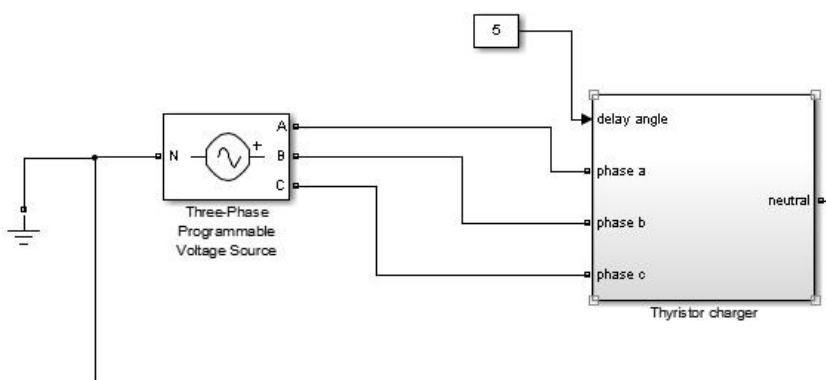 5
delay angle
A
N
B
phase a
C
neutral
Three-Phase
Programmable
Voltage Source
phase b
phase c
Thyristor charger